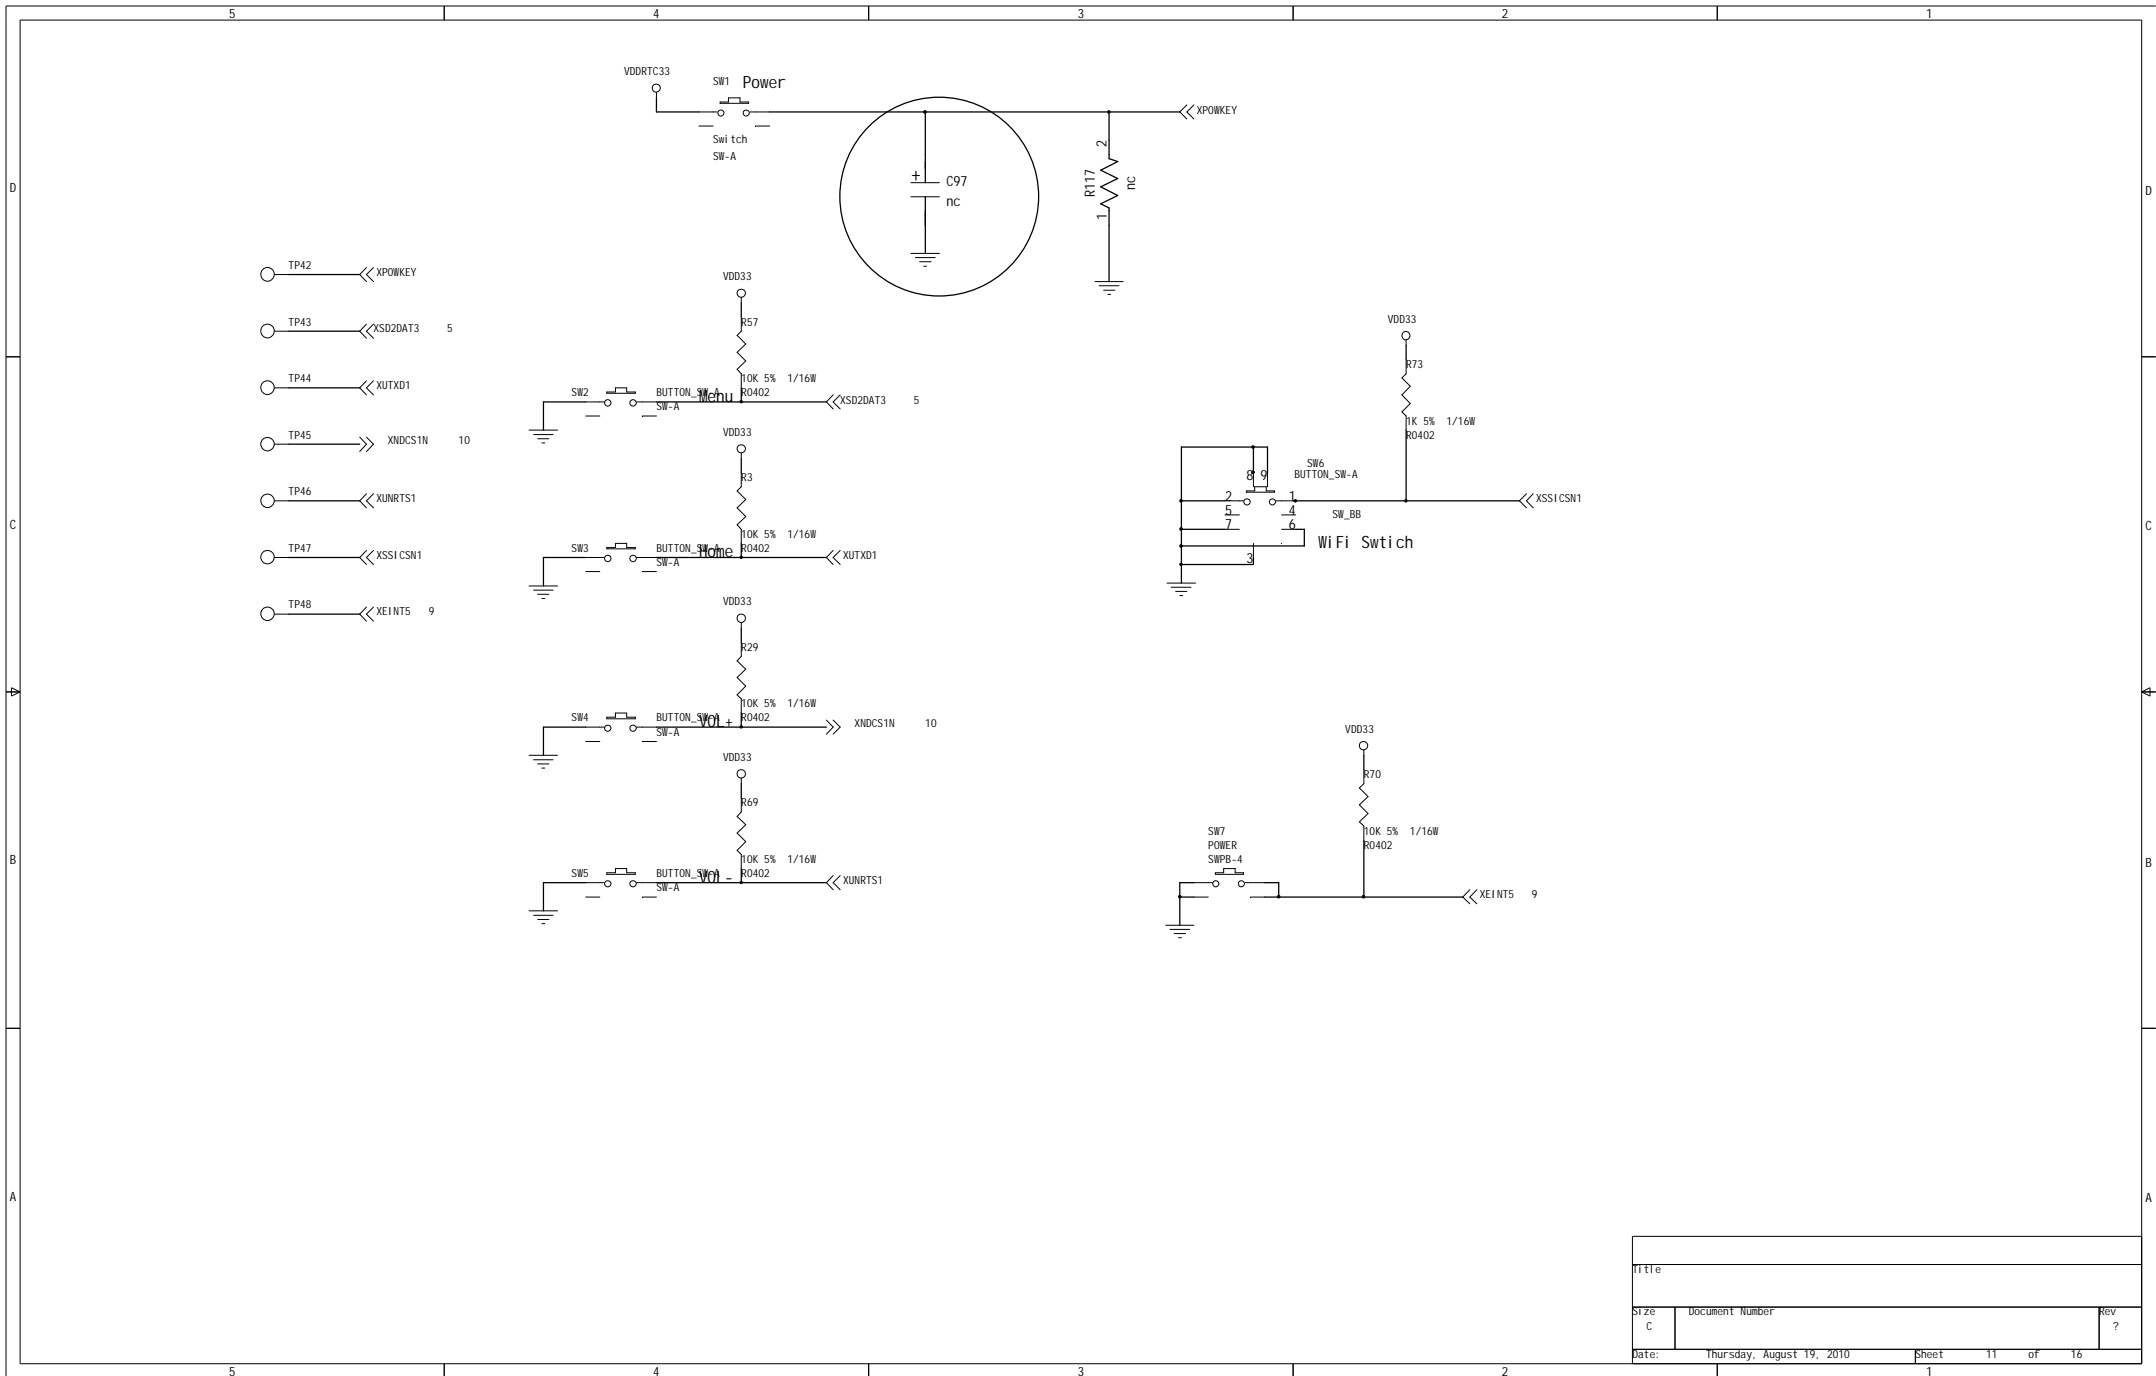 5 4 3 2 1
VDDRTC33
SW1 Power
Switch
SW-A
XPOWKEY
+ C97
nc
2
R117
nc
1
D D
TP42 XPOWKEY
TP43 XSD2DAT3 5
TP44 XUTXD1
TP45 XNDCS1N 10
TP46 XUNRTS1
TP47 XSSICSN1
TP48 XEINT5 9
VDD33
R57
10K 5% 1/16W
R0402
SW2 BUTTON_SW-A
SW-A
Menu
XSD2DAT3 5
VDD33
R3
10K 5% 1/16W
R0402
SW3 BUTTON_SW-A
SW-A
Home
XUTXD1
VDD33
R29
10K 5% 1/16W
R0402
SW4 BUTTON_SW-A
SW-A
VOL+
XNDCS1N 10
VDD33
R69
10K 5% 1/16W
R0402
SW5 BUTTON_SW-A
SW-A
VOL-
XUNRTS1
VDD33
R73
1K 5% 1/16W
R0402
SW6
8 9 BUTTON_SW-A
2 1 XSSICSN1
5 4 SW_BB
7 6
WiFi Swtich
3
C C
VDD33
R70
10K 5% 1/16W
R0402
SW7
POWER
SWPB-4
XEINT5 9
B B
A A
Title
Size Document Number Rev
C ?
Date: Thursday, August 19, 2010 Sheet 11 of 16
5 4 3 2 1